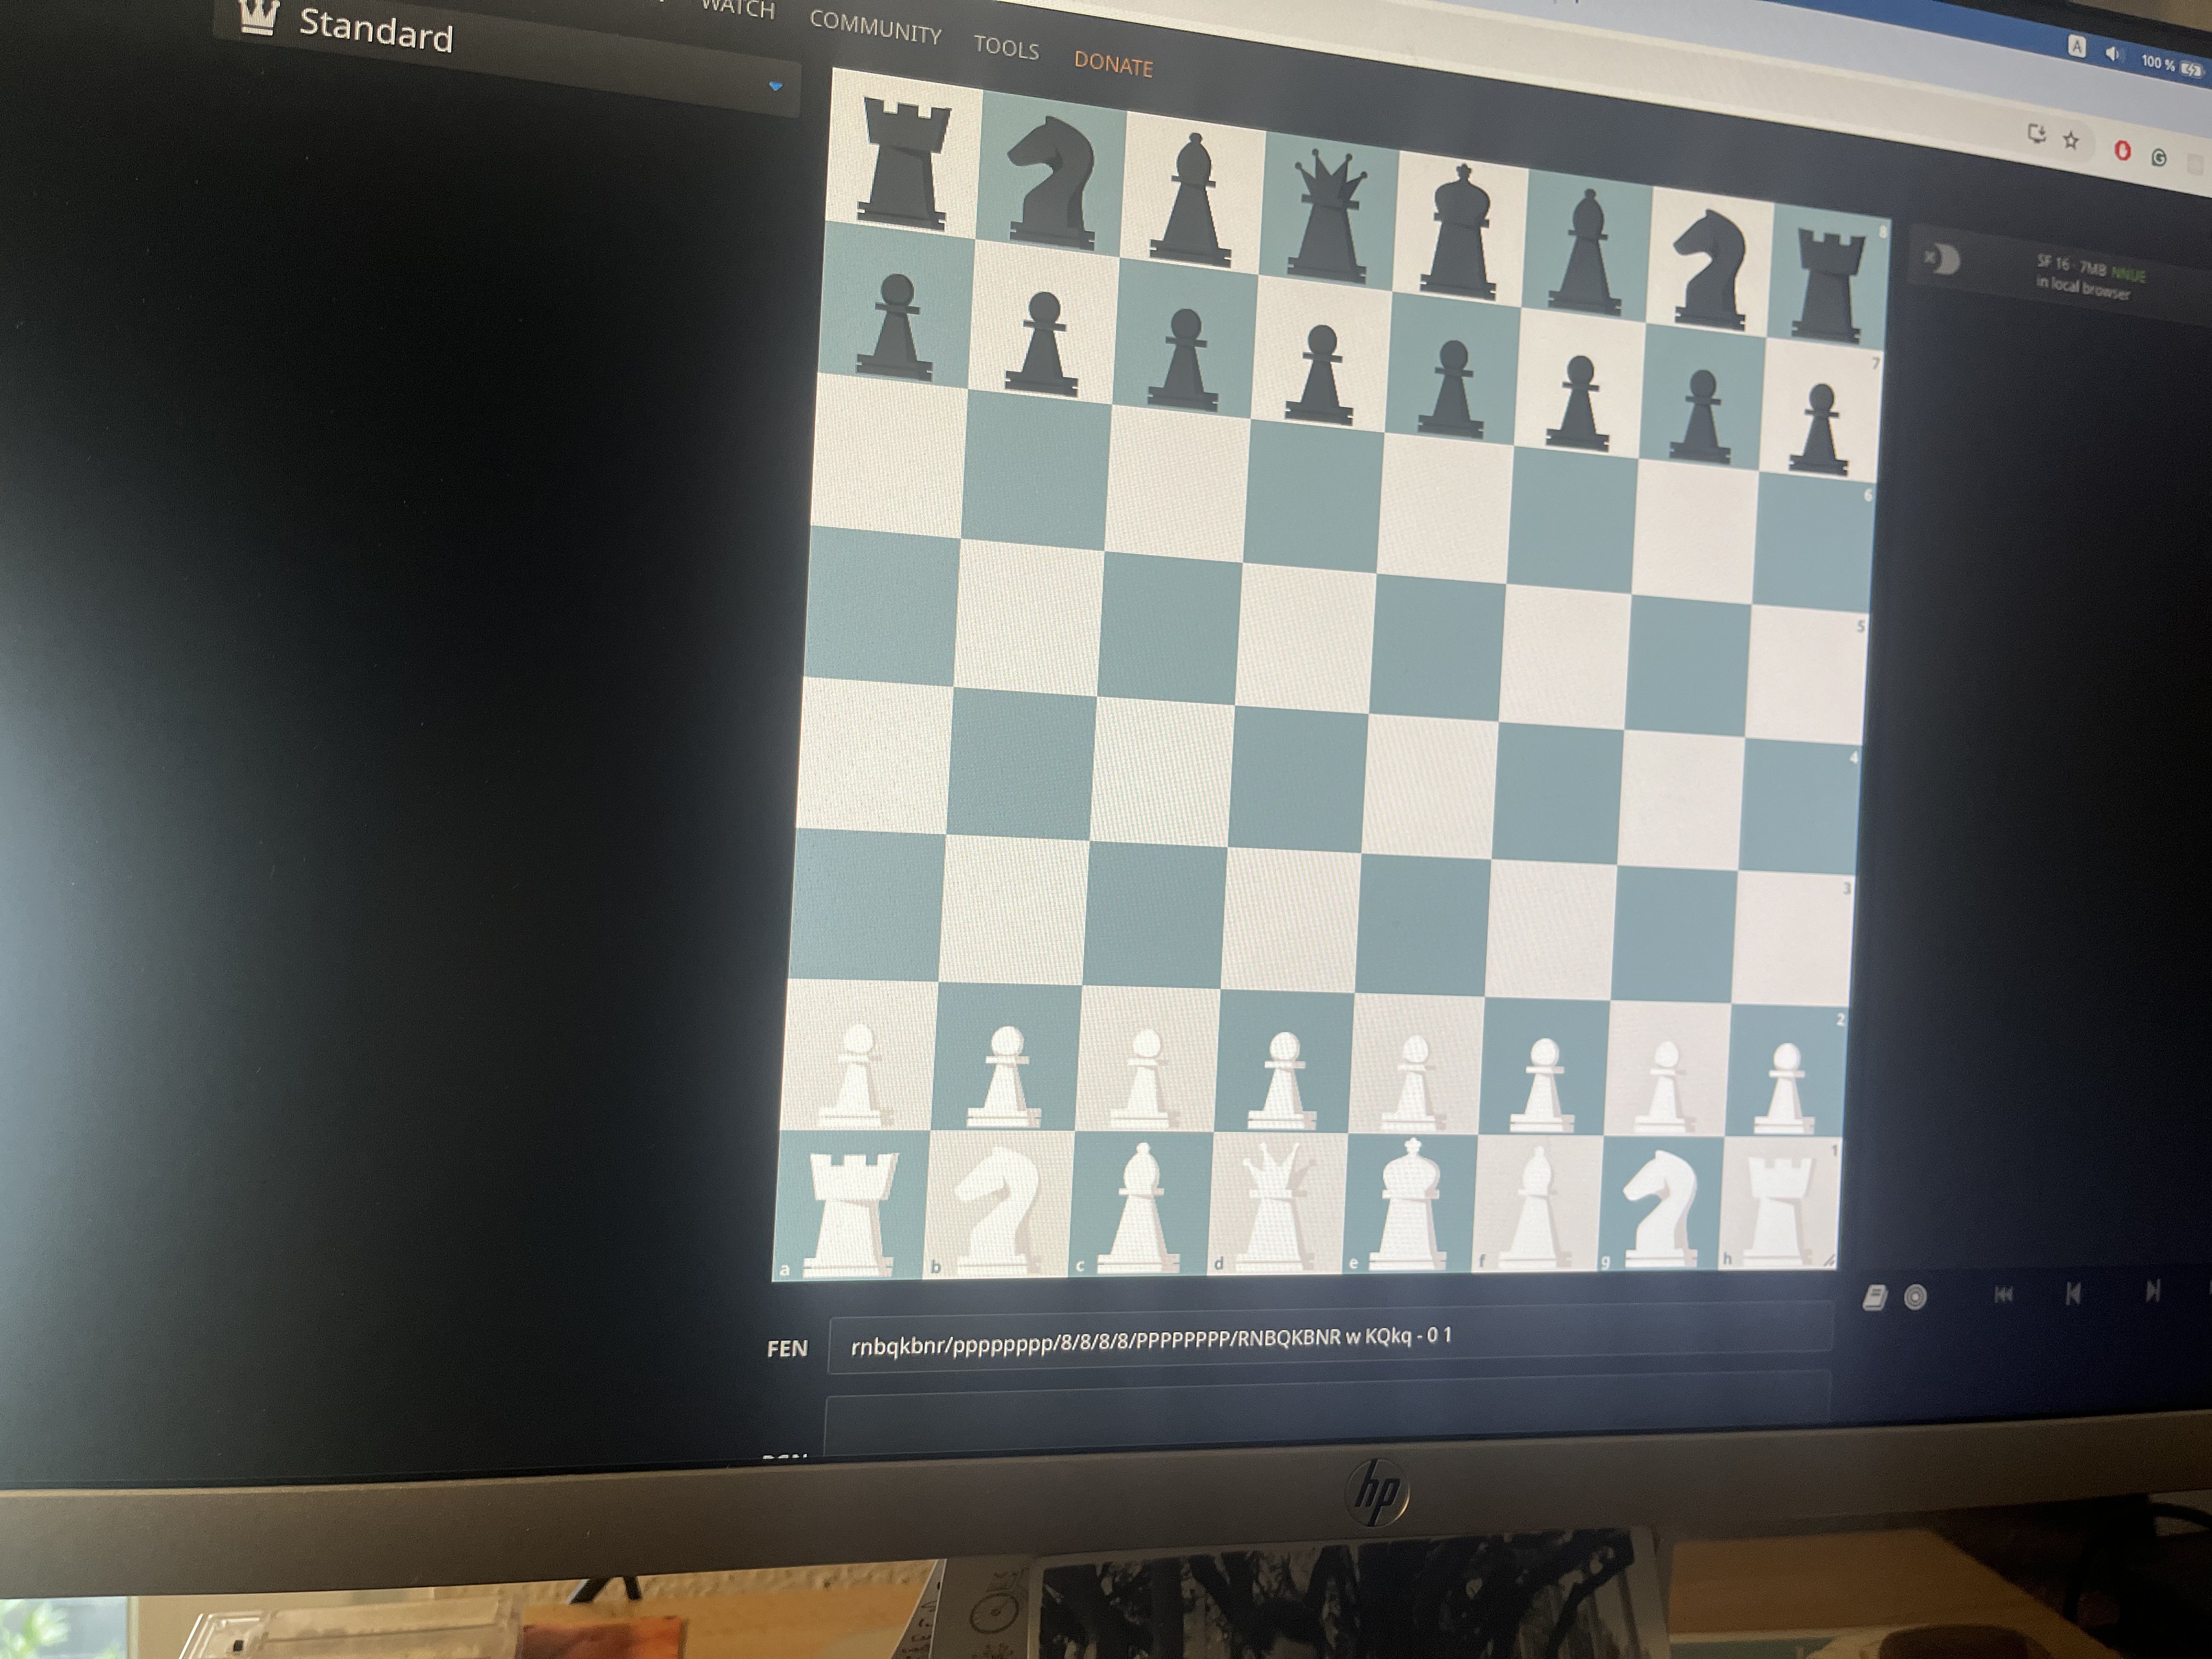 Standard
WATCH COMMUNITY TOOLS DONATE
A 100 %
SF 16 · 7MB NNUE
in local browser
8
7
6
5
4
3
2
1
a b c d e f g h
FEN rnbqkbnr/pppppppp/8/8/8/8/PPPPPPPP/RNBQKBNR w KQkq - 0 1
hp